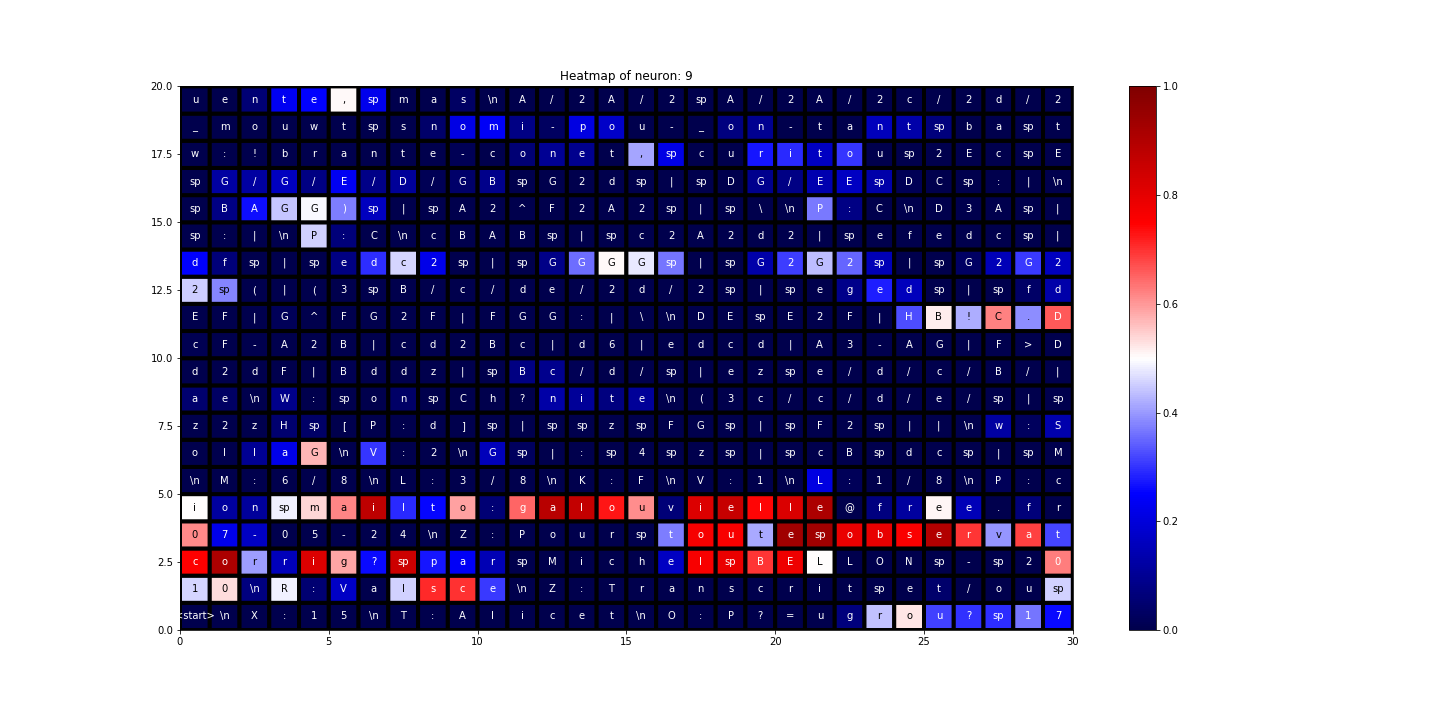 Heatmap of neuron: 9
20.0 u e n t e , sp m a s \n A / 2 A / 2 sp A / 2 A / 2 c / 2 d / 2 1.0
_ m o u w t sp s n o m i - p o u - _ o n - t a n t sp b a sp t
17.5 w : ! b r a n t e - c o n e t , sp c u r i t o u sp 2 E c sp E
sp G / G / E / D / G B sp G 2 d sp | sp D G / E E sp D C sp : | \n 0.8
15.0 sp B A G G ) sp | sp A 2 ^ F 2 A 2 sp | sp \ \n P : C \n D 3 A sp |
sp : | \n P : C \n c B A B sp | sp c 2 A 2 d 2 | sp e f e d c sp |
d f sp | sp e d c 2 sp | sp G G G G sp | sp G 2 G 2 sp | sp G 2 G 2
12.5 2 sp ( | ( 3 sp B / c / d e / 2 d / 2 sp | sp e g e d sp | sp f d 0.6
E F | G ^ F G 2 F | F G G : | \ \n D E sp E 2 F | H B ! C . D
10.0 c F - A 2 B | c d 2 B c | d 6 | e d c d | A 3 - A G | F > D
d 2 d F | B d d z | sp B c / d / sp | e z sp e / d / c / B / |
a e \n W : sp o n sp C h ? n i t e \n ( 3 c / c / d / e / sp | sp 0.4
7.5 z 2 z H sp [ P : d ] sp | sp sp z sp F G sp | sp F 2 sp | | \n w : S
o l l a G \n V : 2 \n G sp | : sp 4 sp z sp | sp c B sp d c sp | sp M
5.0 \n M : 6 / 8 \n L : 3 / 8 \n K : F \n V : 1 \n L : 1 / 8 \n P : c
i o n sp m a i l t o : g a l o u v i e l l e @ f r e e . f r 0.2
0 7 - 0 5 - 2 4 \n Z : P o u r sp t o u t e sp o b s e r v a t
2.5 c o r r i g ? sp p a r sp M i c h e l sp B E L L O N sp - sp 2 0
1 0 \n R : V a l s c e \n Z : T r a n s c r i t sp e t / o u sp
0.0 <start> \n X : 1 5 \n T : A l i c e t \n O : P ? = u g r o u ? sp 1 7 0.0
0 5 10 15 20 25 30